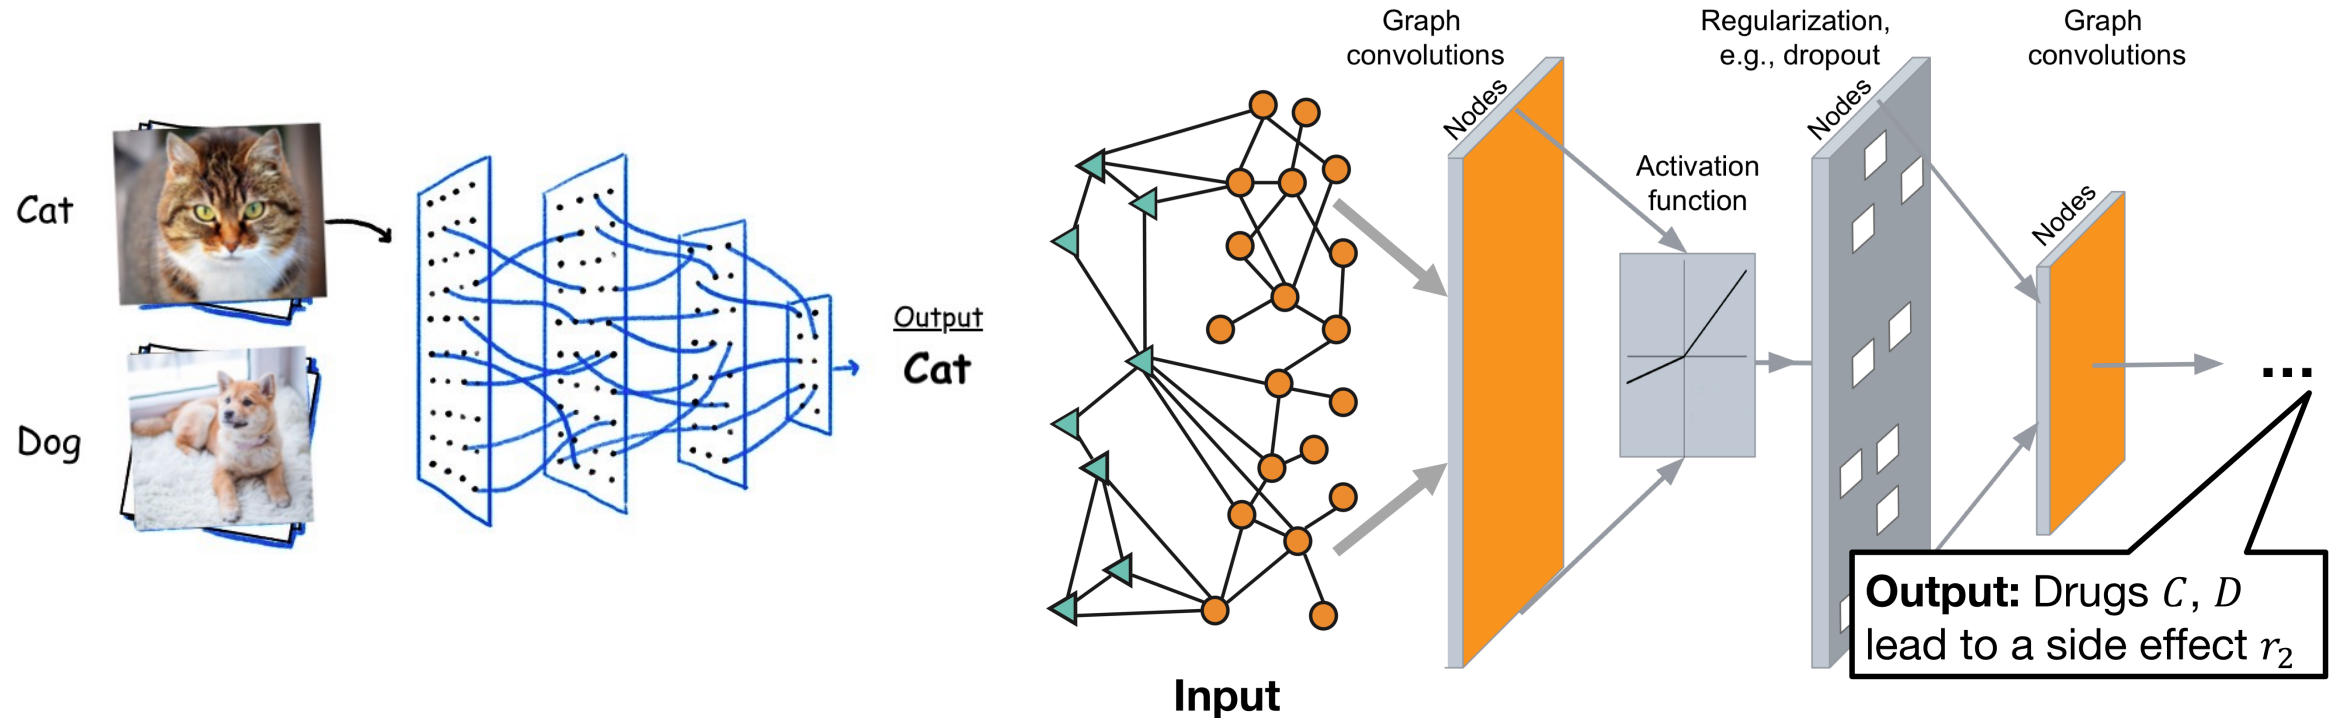 Cat
Dog
Output
Cat
Input
Graph
convolutions
Nodes
Activation
function
Regularization,
e.g., dropout
Nodes
Graph
convolutions
Nodes
...
Output: Drugs C, D
lead to a side effect r₂